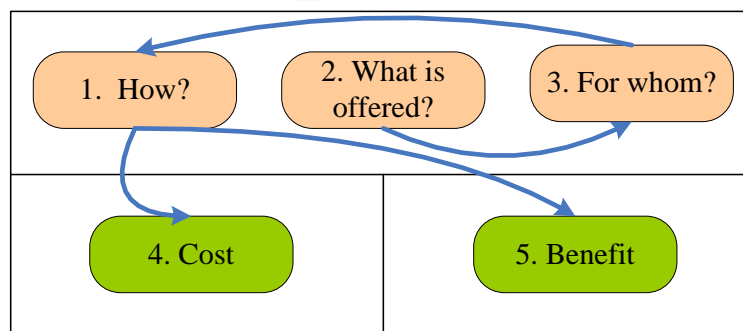 1. How?
2. What is
offered?
3. For whom?
4. Cost
5. Benefit